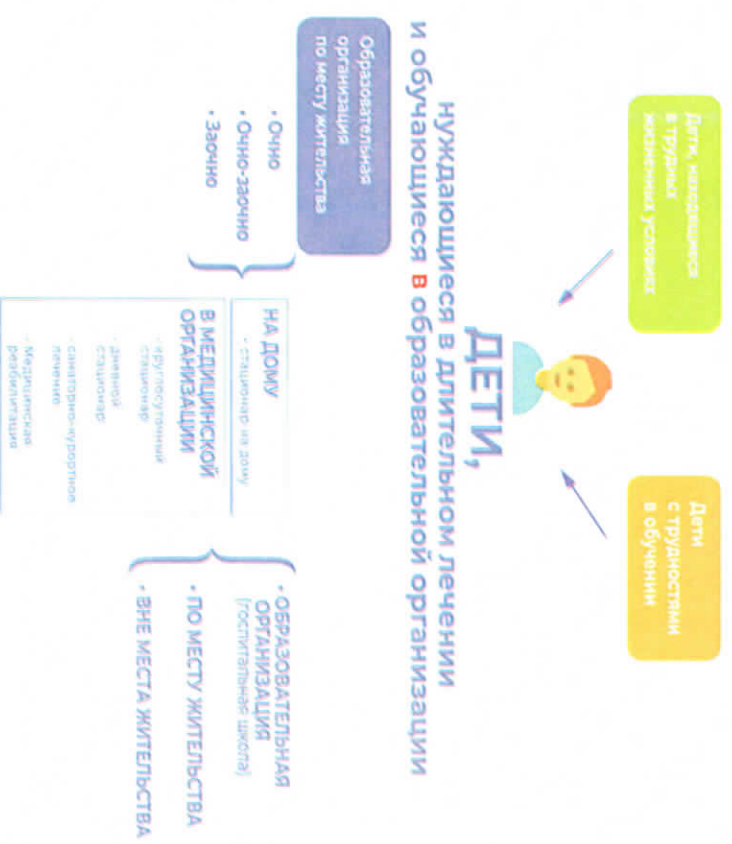 Дети, находящиеся
в трудных
жизненных условиях
Дети
с трудностями
в обучении
ДЕТИ,
нуждающиеся в длительном лечении
и обучающиеся в образовательной организации
Образовательная
организация
по месту жительства
• Очно
• Очно-заочно
• Заочно
НА ДОМУ
- стационар на дому
В МЕДИЦИНСКОЙ
ОРГАНИЗАЦИИ
- круглосуточный
стационар
- дневной
стационар
- санаторно-курортное
лечение
- Медицинская
реабилитация
• ОБРАЗОВАТЕЛЬНАЯ
ОРГАНИЗАЦИЯ
(госпитальная школа)
• ПО МЕСТУ ЖИТЕЛЬСТВА
• ВНЕ МЕСТА ЖИТЕЛЬСТВА